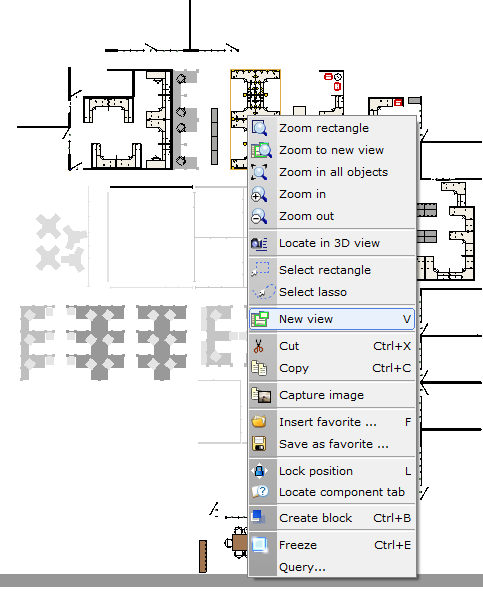 Zoom rectangle
Zoom to new view
Zoom in all objects
Zoom in
Zoom out
Locate in 3D view
Select rectangle
Select lasso
New view V
Cut Ctrl+X
Copy Ctrl+C
Capture image
Insert favorite ... F
Save as favorite ...
Lock position L
Locate component tab
Create block Ctrl+B
Freeze Ctrl+E
Query...